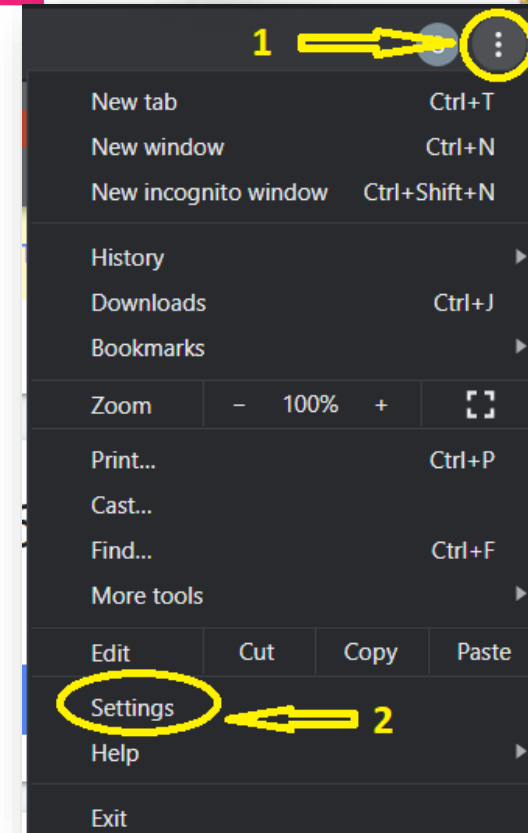 1
New tab Ctrl+T
New window Ctrl+N
New incognito window Ctrl+Shift+N
History
Downloads Ctrl+J
Bookmarks
Zoom − 100% +
Print... Ctrl+P
Cast...
Find... Ctrl+F
More tools
Edit Cut Copy Paste
Settings
2
Help
Exit